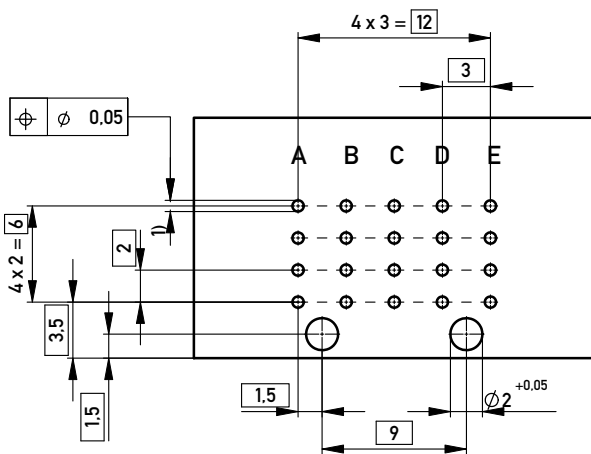 4 x 3 = 12
3
⌖ ⌀ 0,05
A B C D E
1)
4 x 2 = 6
2
3,5
1,5
1,5
⌀2 +0,05
9